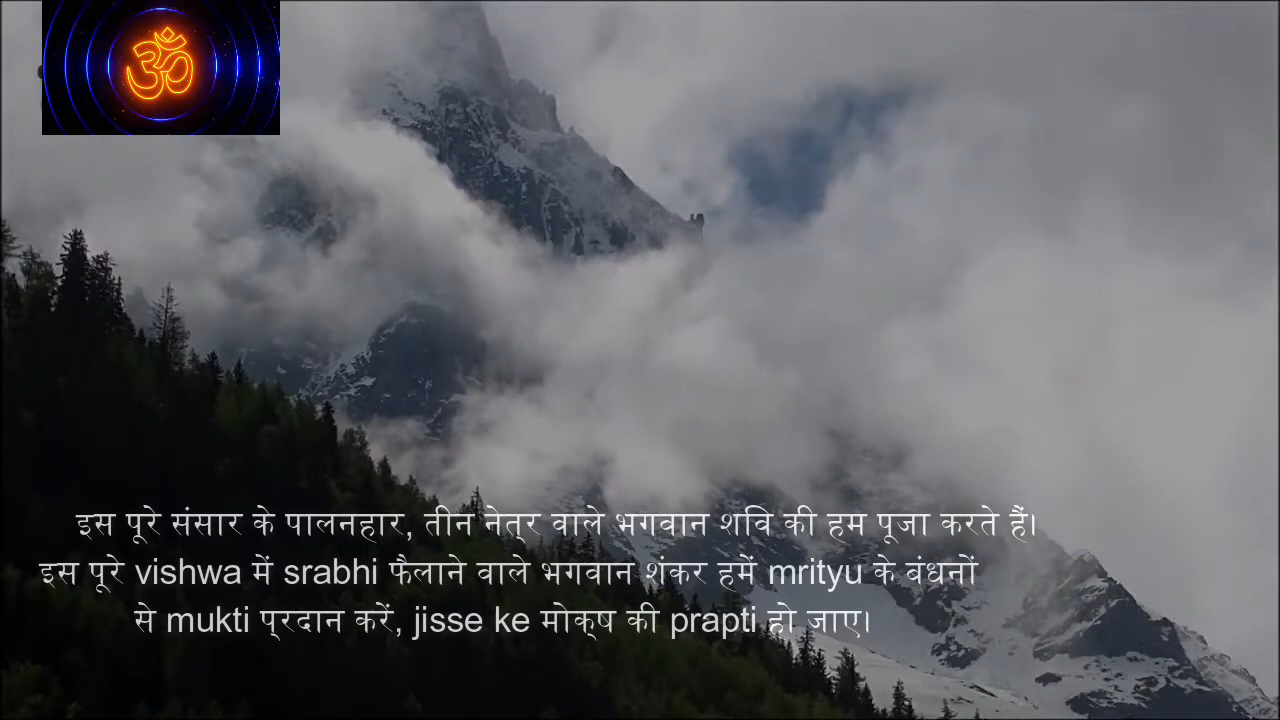 ॐ
इस पूरे संसार के पालनहार, तीन नेत्‌र वाले भगवान शवि की हम पूजा करते हैं।
इस पूरे vishwa में srabhi फैलाने वाले भगवान शंकर हमें mrityu के बंधनों
से mukti प्‌रदान करें, jisse ke मोक्‌ष की prapti हो जाए।